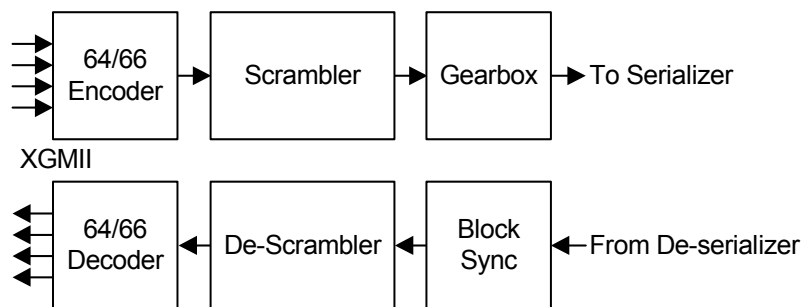 64/66
Encoder
Scrambler
Gearbox
To Serializer
XGMII
64/66
Decoder
De-Scrambler
Block
Sync
From De-serializer